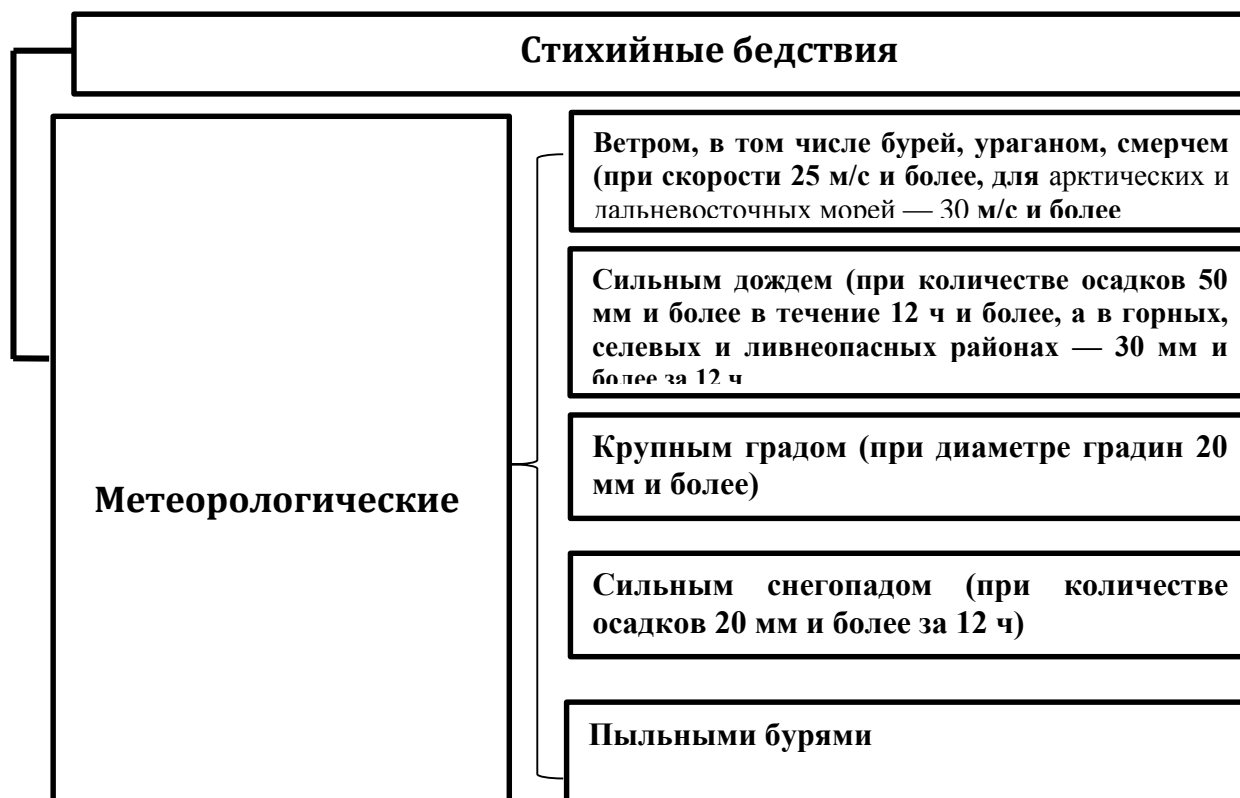 Стихийные бедствия
Метеорологические
Ветром, в том числе бурей, ураганом, смерчем
(при скорости 25 м/с и более, для арктических и
дальневосточных морей — 30 м/с и более
Сильным дождем (при количестве осадков 50
мм и более в течение 12 ч и более, а в горных,
селевых и ливнеопасных районах — 30 мм и
более за 12 ч
Крупным градом (при диаметре градин 20
мм и более)
Сильным снегопадом (при количестве
осадков 20 мм и более за 12 ч)
Пыльными бурями